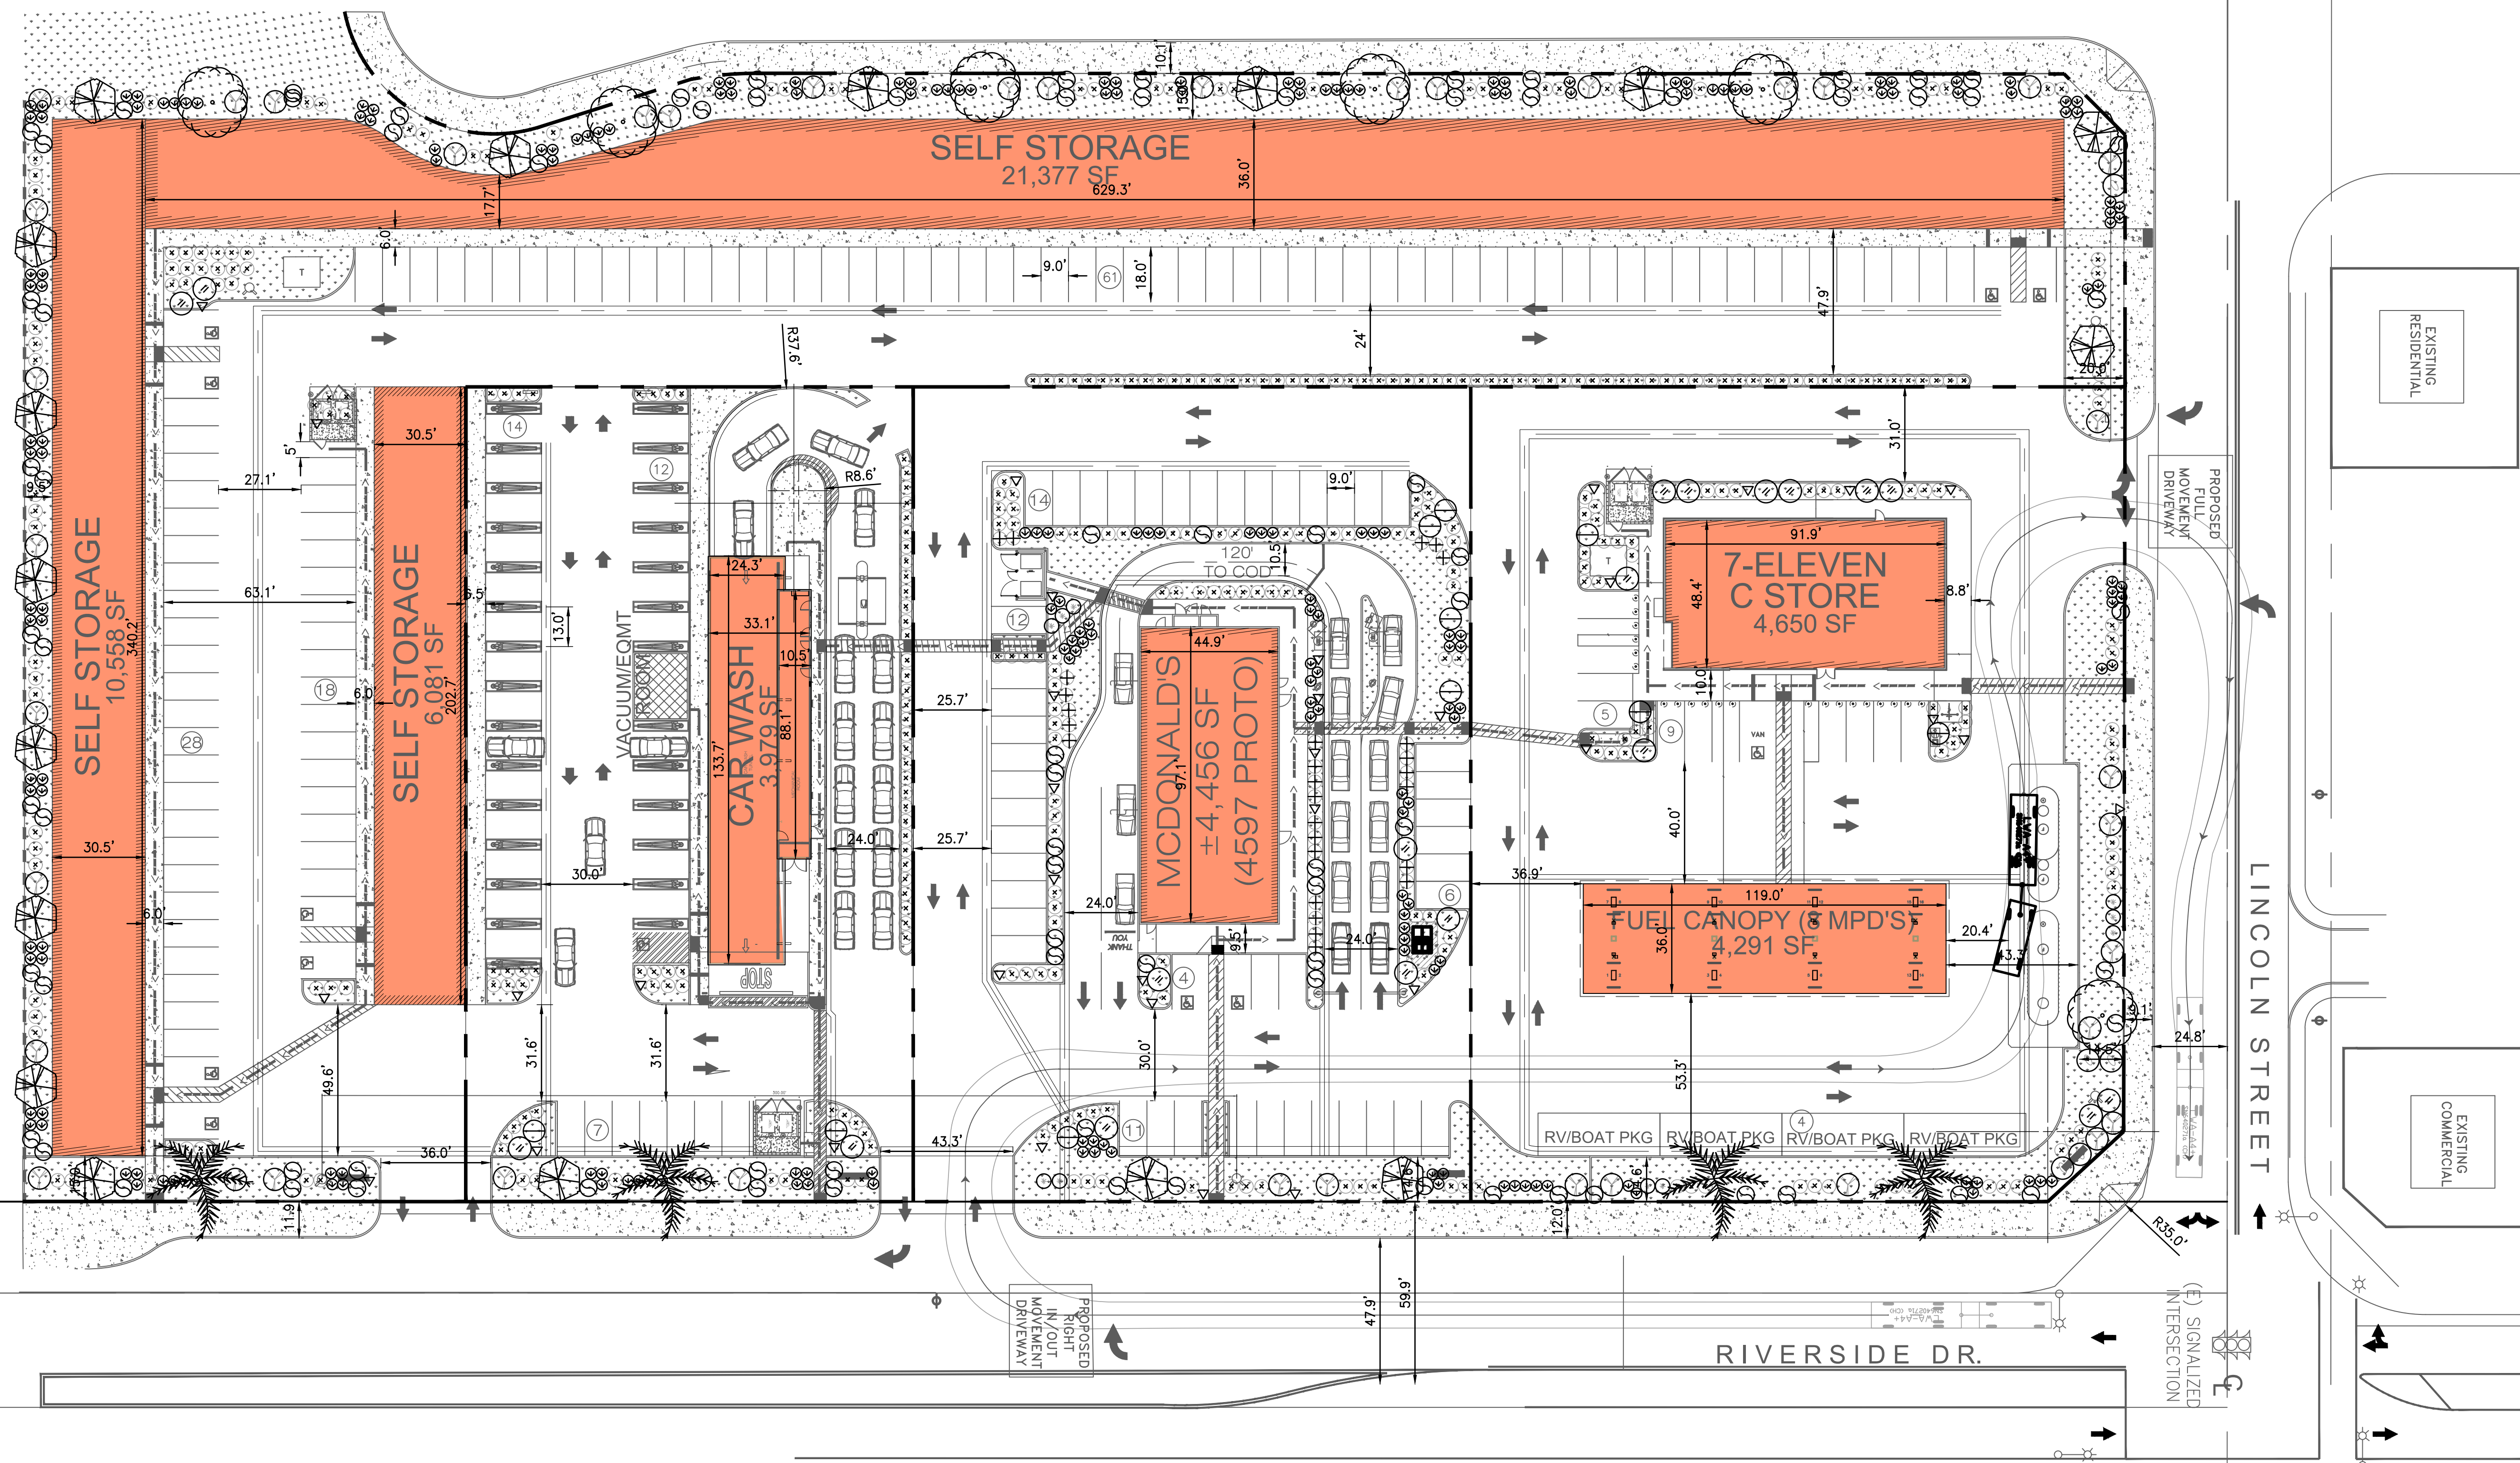 10.1'
SELF STORAGE
21,377 SF
629.3'
36.0'
17.7'
6.0'
T
9.0'
61
18.0'
47.9'
24'
R37.6'
20.0'
EXISTING
RESIDENTIAL
PROPOSED
FULL
MOVEMENT
DRIVEWAY
SELF STORAGE
10,558 SF
340.2'
30.5'
6.0'
28
63.1'
27.1'
5'
18
6.0'
SELF STORAGE
6,081 SF
202.7'
30.5'
14
12
13.0'
30.0'
VACUUM/EQMT
ROOM
R8.6'
24.3'
33.1'
10.5'
CAR WASH
3,979 SF
133.7'
88.1'
24.0'
STOP
25.7'
25.7'
14
9.0'
120'
TO COD
10.5'
12
44.9'
MCDONALD'S
±4,456 SF
(4597 PROTO)
97.1'
24.0'
THANK
YOU
9.5'
24.0'
4
6
31.0'
91.9'
7-ELEVEN
C STORE
4,650 SF
48.4'
8.8'
T
10.0'
5
9
VAN
40.0'
36.9'
119.0'
FUEL CANOPY (8 MPD'S)
4,291 SF
36.0'
20.4'
43.3'
53.3'
9.1'
24.8'
49.6'
31.6'
31.6'
30.0'
7
11
4
RV/BOAT PKG
RV/BOAT PKG
RV/BOAT PKG
RV/BOAT PKG
36.0'
43.3'
11.9'
12.0'
R35.0'
47.9'
59.9'
PROPOSED
RIGHT
IN/OUT
MOVEMENT
DRIVEWAY
RIVERSIDE DR.
LINCOLN STREET
EXISTING
COMMERCIAL
(E) SIGNALIZED
INTERSECTION